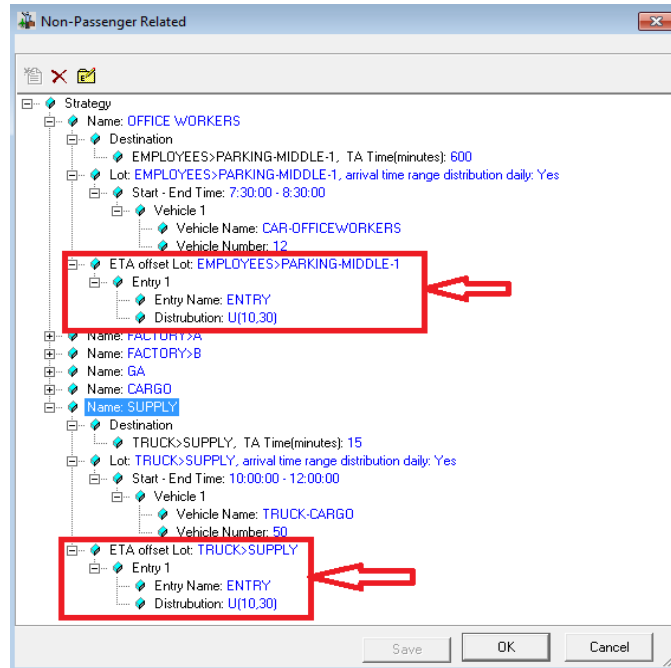 Non-Passenger Related
Strategy
Name: OFFICE WORKERS
Destination
EMPLOYEES>PARKING-MIDDLE-1, TA Time(minutes): 600
Lot: EMPLOYEES>PARKING-MIDDLE-1, arrival time range distribution daily: Yes
Start - End Time: 7:30:00 - 8:30:00
Vehicle 1
Vehicle Name: CAR-OFFICEWORKERS
Vehicle Number: 12
ETA offset Lot: EMPLOYEES>PARKING-MIDDLE-1
Entry 1
Entry Name: ENTRY
Distrubution: U(10,30)
Name: FACTORY>A
Name: FACTORY>B
Name: GA
Name: CARGO
Name: SUPPLY
Destination
TRUCK>SUPPLY, TA Time(minutes): 15
Lot: TRUCK>SUPPLY, arrival time range distribution daily: Yes
Start - End Time: 10:00:00 - 12:00:00
Vehicle 1
Vehicle Name: TRUCK-CARGO
Vehicle Number: 50
ETA offset Lot: TRUCK>SUPPLY
Entry 1
Entry Name: ENTRY
Distrubution: U(10,30)
Save OK Cancel